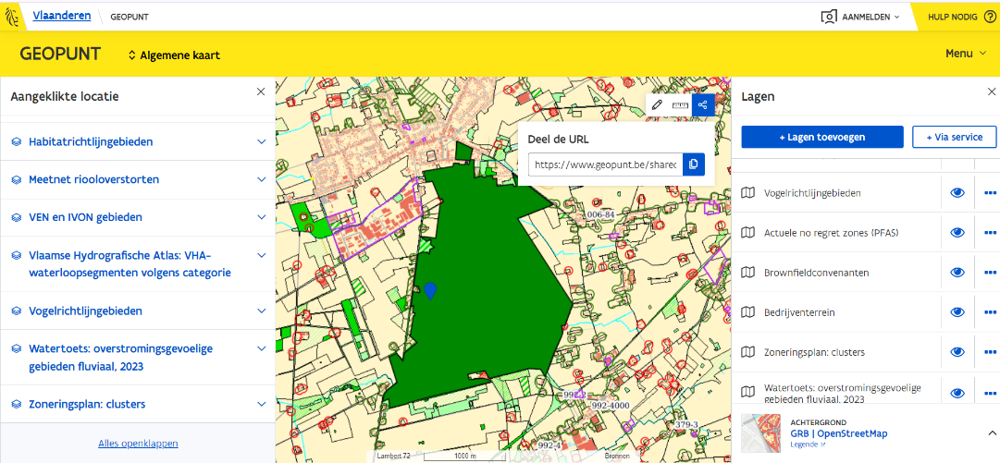 Vlaanderen
GEOPUNT
AANMELDEN
HULP NODIG
GEOPUNT
Algemene kaart
Menu
Aangeklikte locatie
Habitatrichtlijngebieden
Meetnet riooloverstorten
VEN en IVON gebieden
Vlaamse Hydrografische Atlas: VHA-
waterloopsegmenten volgens categorie
Vogelrichtlijngebieden
Watertoets: overstromingsgevoelige
gebieden fluviaal, 2023
Zoneringsplan: clusters
Alles openklappen
Deel de URL
https://www.geopunt.be/sharec
006-84
992-2
992-4000
379-3
992-4
Lambert 72
1000 m
Bronnen
Lagen
+ Lagen toevoegen
+ Via service
Vogelrichtlijngebieden
Actuele no regret zones (PFAS)
Brownfieldconvenanten
Bedrijventerrein
Zoneringsplan: clusters
Watertoets: overstromingsgevoelige
gebieden fluviaal, 2023
ACHTERGROND
GRB | OpenStreetMap
Legende